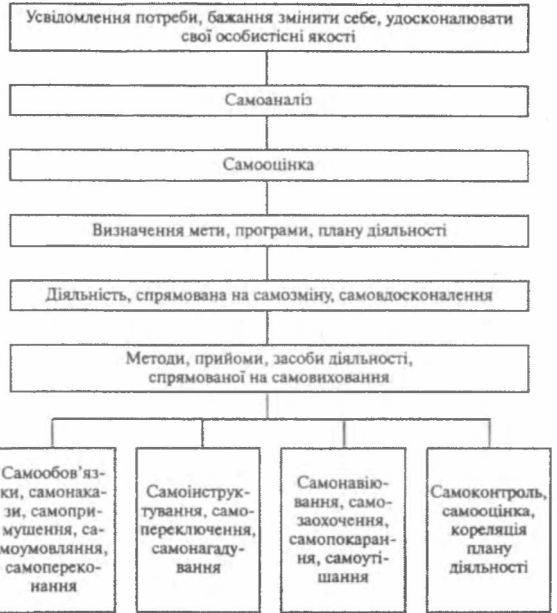 Усвідомлення потреби, бажання змінити себе, удосконалювати
свої особистісні якості
Самоаналіз
Самооцінка
Визначення мети, програми, плану діяльності
Діяльність, спрямована на самозміну, самовдосконалення
Методи, прийоми, засоби діяльності,
спрямованої на самовиховання
Самообов’яз-
ки, самонака-
зи, самопри-
мушення, са-
моумовляння,
самопереко-
нання
Самоінструк-
тування, само-
переключення,
самонагаду-
вання
Самонавію-
вання, само-
заохочення,
самопокаран-
ня, самоуті-
шання
Самоконтроль,
самооцінка,
кореляція
плану
діяльності